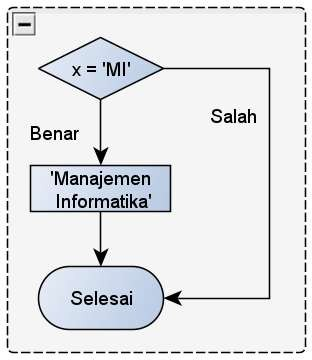 x = 'MI'
Salah
Benar
'Manajemen
Informatika'
Selesai